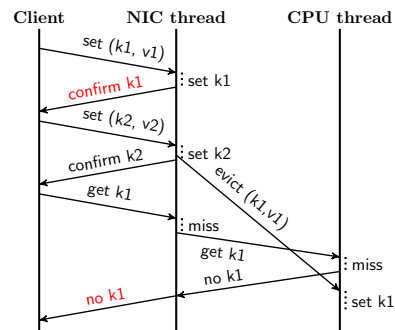 Client NIC thread CPU thread
set (k1, v1)
set k1
confirm k1
set (k2, v2)
set k2
confirm k2
evict (k1,v1)
get k1
miss
get k1
miss
no k1
no k1
set k1